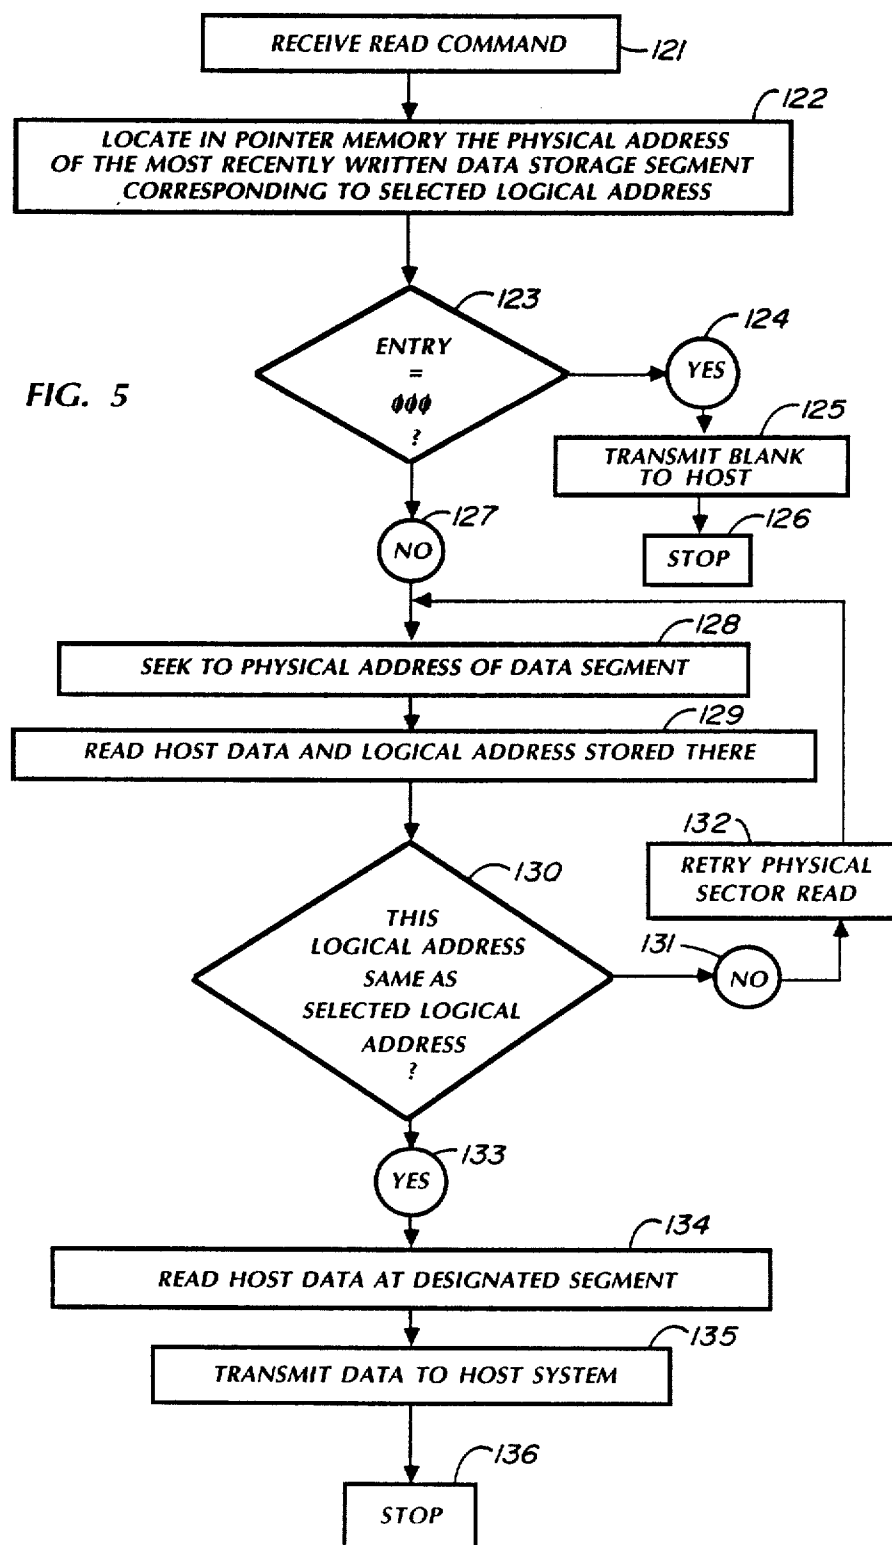 RECEIVE READ COMMAND
121
122
LOCATE IN POINTER MEMORY THE PHYSICAL ADDRESS
OF THE MOST RECENTLY WRITTEN DATA STORAGE SEGMENT
CORRESPONDING TO SELECTED LOGICAL ADDRESS
123
ENTRY
=
ϕϕϕ
?
124
YES
FIG. 5
125
TRANSMIT BLANK
TO HOST
127
NO
126
STOP
128
SEEK TO PHYSICAL ADDRESS OF DATA SEGMENT
129
READ HOST DATA AND LOGICAL ADDRESS STORED THERE
132
RETRY PHYSICAL
SECTOR READ
130
THIS
LOGICAL ADDRESS
SAME AS
SELECTED LOGICAL
ADDRESS
?
131
NO
133
YES
134
READ HOST DATA AT DESIGNATED SEGMENT
135
TRANSMIT DATA TO HOST SYSTEM
136
STOP